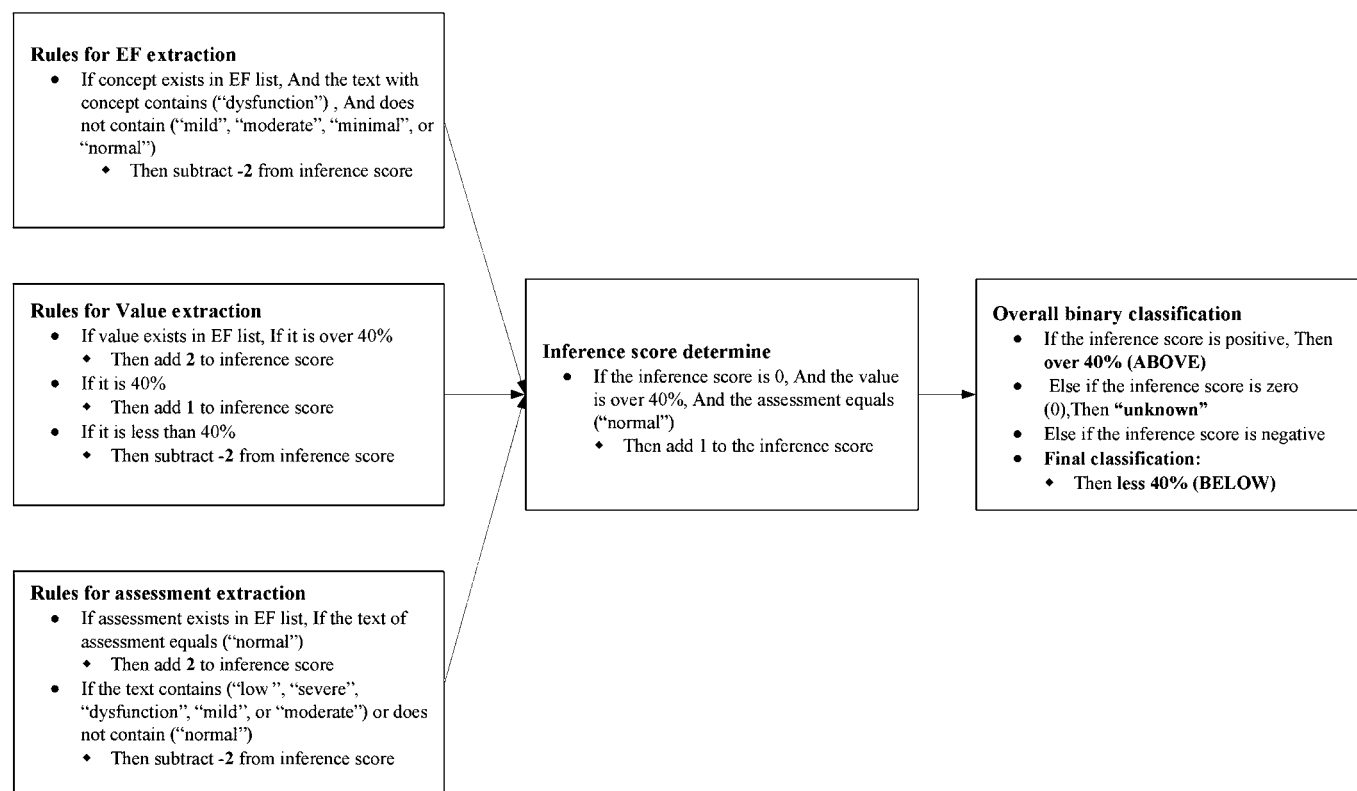 Rules for EF extraction
● If concept exists in EF list, And the text with
concept contains (“dysfunction”) , And does
not contain (“mild”, “moderate”, “minimal”, or
“normal”)
◆ Then subtract -2 from inference score
Rules for Value extraction
● If value exists in EF list, If it is over 40%
◆ Then add 2 to inference score
● If it is 40%
◆ Then add 1 to inference score
● If it is less than 40%
◆ Then subtract -2 from inference score
Rules for assessment extraction
● If assessment exists in EF list, If the text of
assessment equals (“normal”)
◆ Then add 2 to inference score
● If the text contains (“low”, “severe”,
“dysfunction”, “mild”, or “moderate”) or does
not contain (“normal”)
◆ Then subtract -2 from inference score
Inference score determine
● If the inference score is 0, And the value
is over 40%, And the assessment equals
(“normal”)
◆ Then add 1 to the inference score
Overall binary classification
● If the inference score is positive, Then
over 40% (ABOVE)
● Else if the inference score is zero
(0),Then “unknown”
● Else if the inference score is negative
● Final classification:
◆ Then less 40% (BELOW)